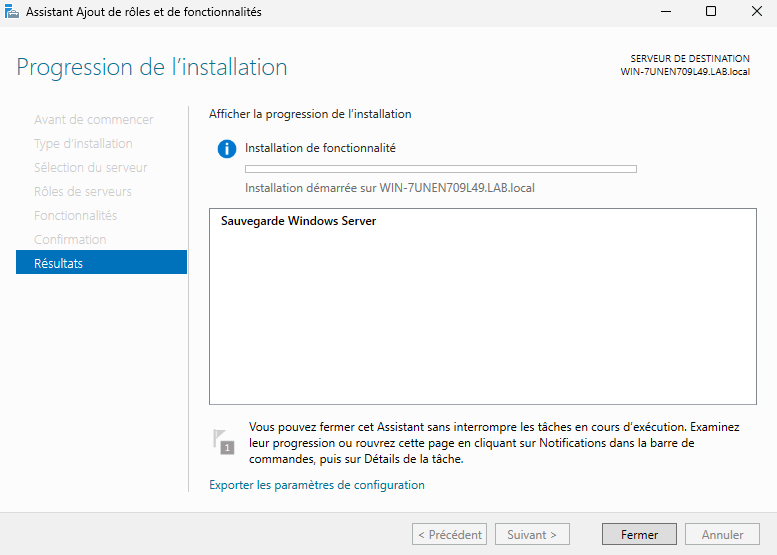 Assistant Ajout de rôles et de fonctionnalités
Progression de l'installation
SERVEUR DE DESTINATION
WIN-7UNEN709L49.LAB.local
Avant de commencer
Type d'installation
Sélection du serveur
Rôles de serveurs
Fonctionnalités
Confirmation
Résultats
Afficher la progression de l'installation
Installation de fonctionnalité
Installation démarrée sur WIN-7UNEN709L49.LAB.local
Sauvegarde Windows Server
1
Vous pouvez fermer cet Assistant sans interrompre les tâches en cours d'exécution. Examinez
leur progression ou rouvrez cette page en cliquant sur Notifications dans la barre de
commandes, puis sur Détails de la tâche.
Exporter les paramètres de configuration
< Précédent
Suivant >
Fermer
Annuler